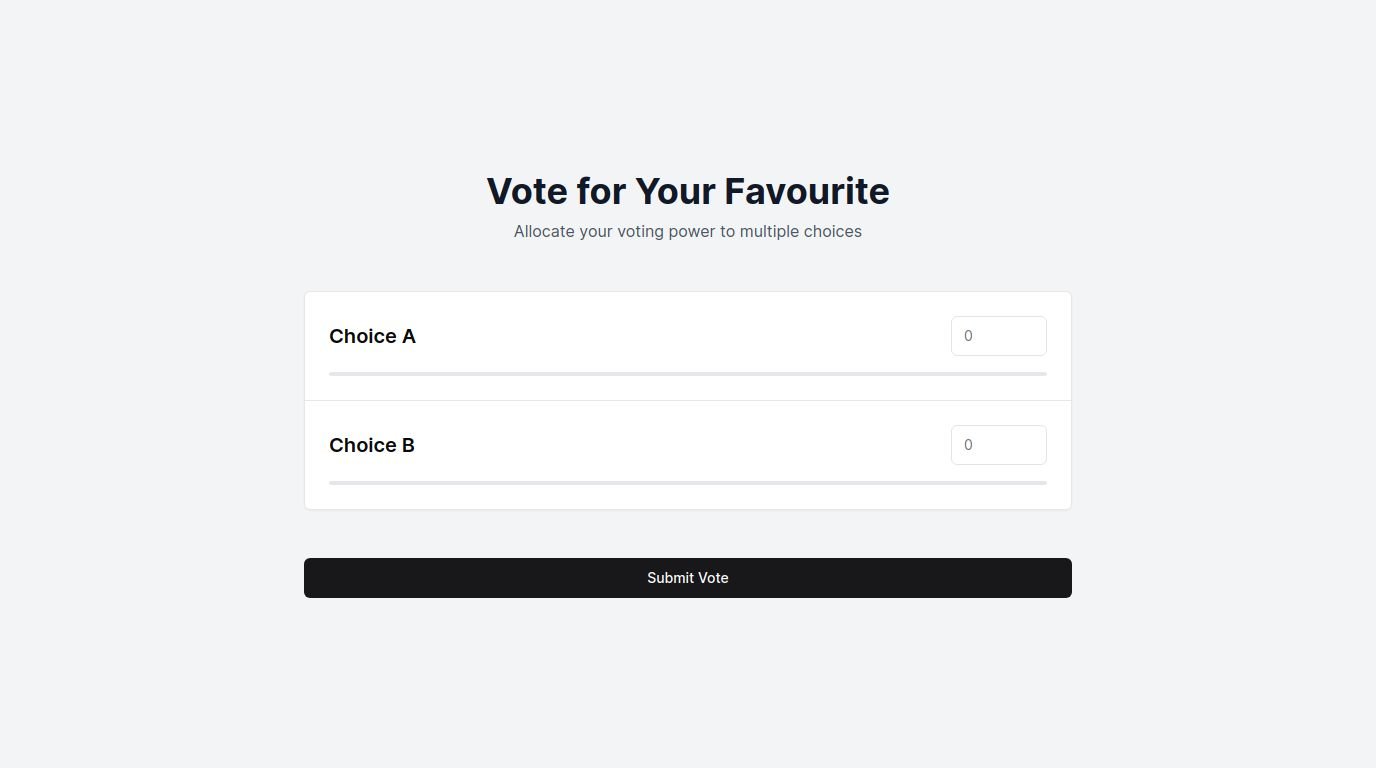 Vote for Your Favourite
Allocate your voting power to multiple choices
Choice A
0
Choice B
0
Submit Vote